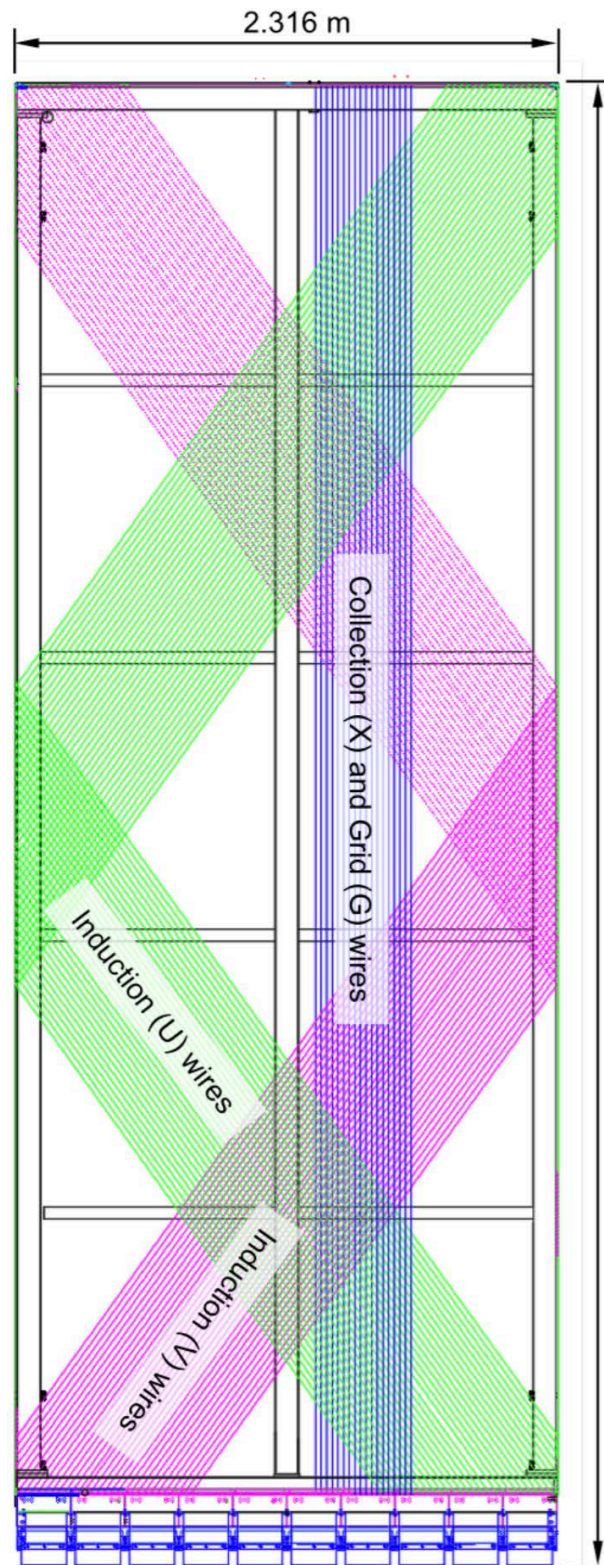 2.316 m
Collection (X) and Grid (G) wires
Induction (U) wires
Induction (V) wires